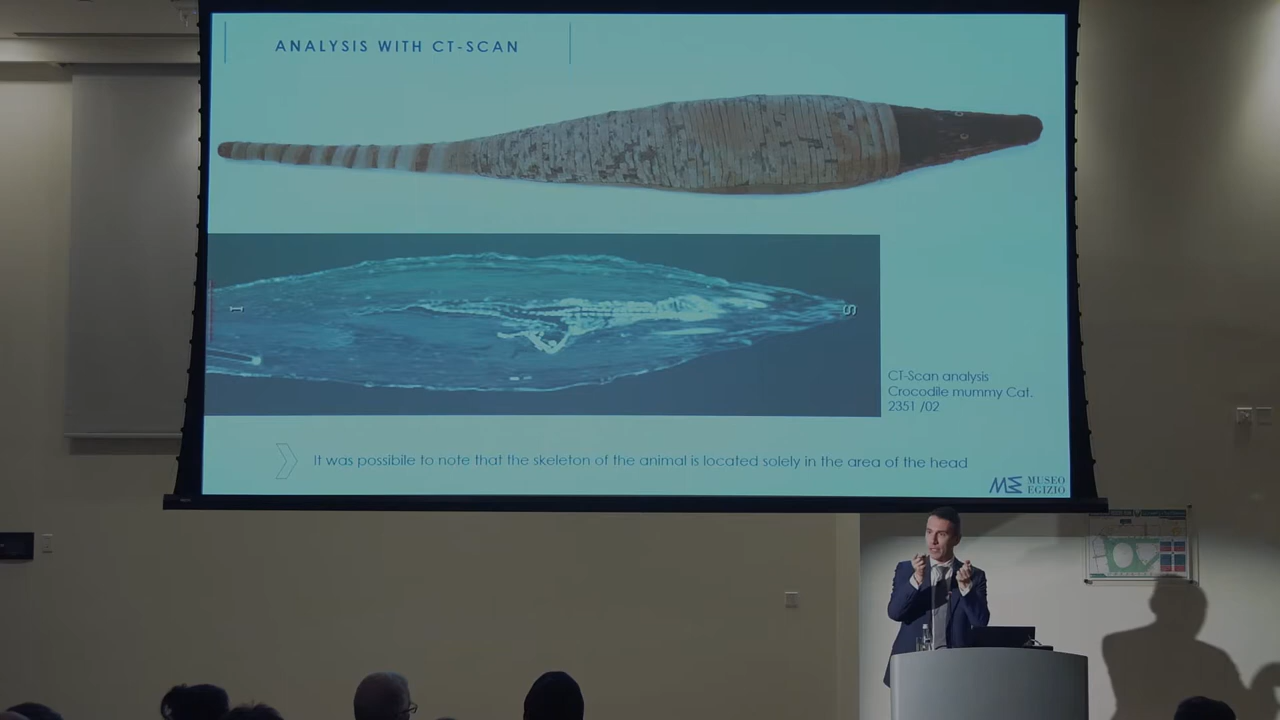 ANALYSIS WITH CT-SCAN
I
S
CT-Scan analysis
Crocodile mummy Cat.
2351 /02
It was possibile to note that the skeleton of the animal is located solely in the area of the head
ME MUSEO
EGIZIO